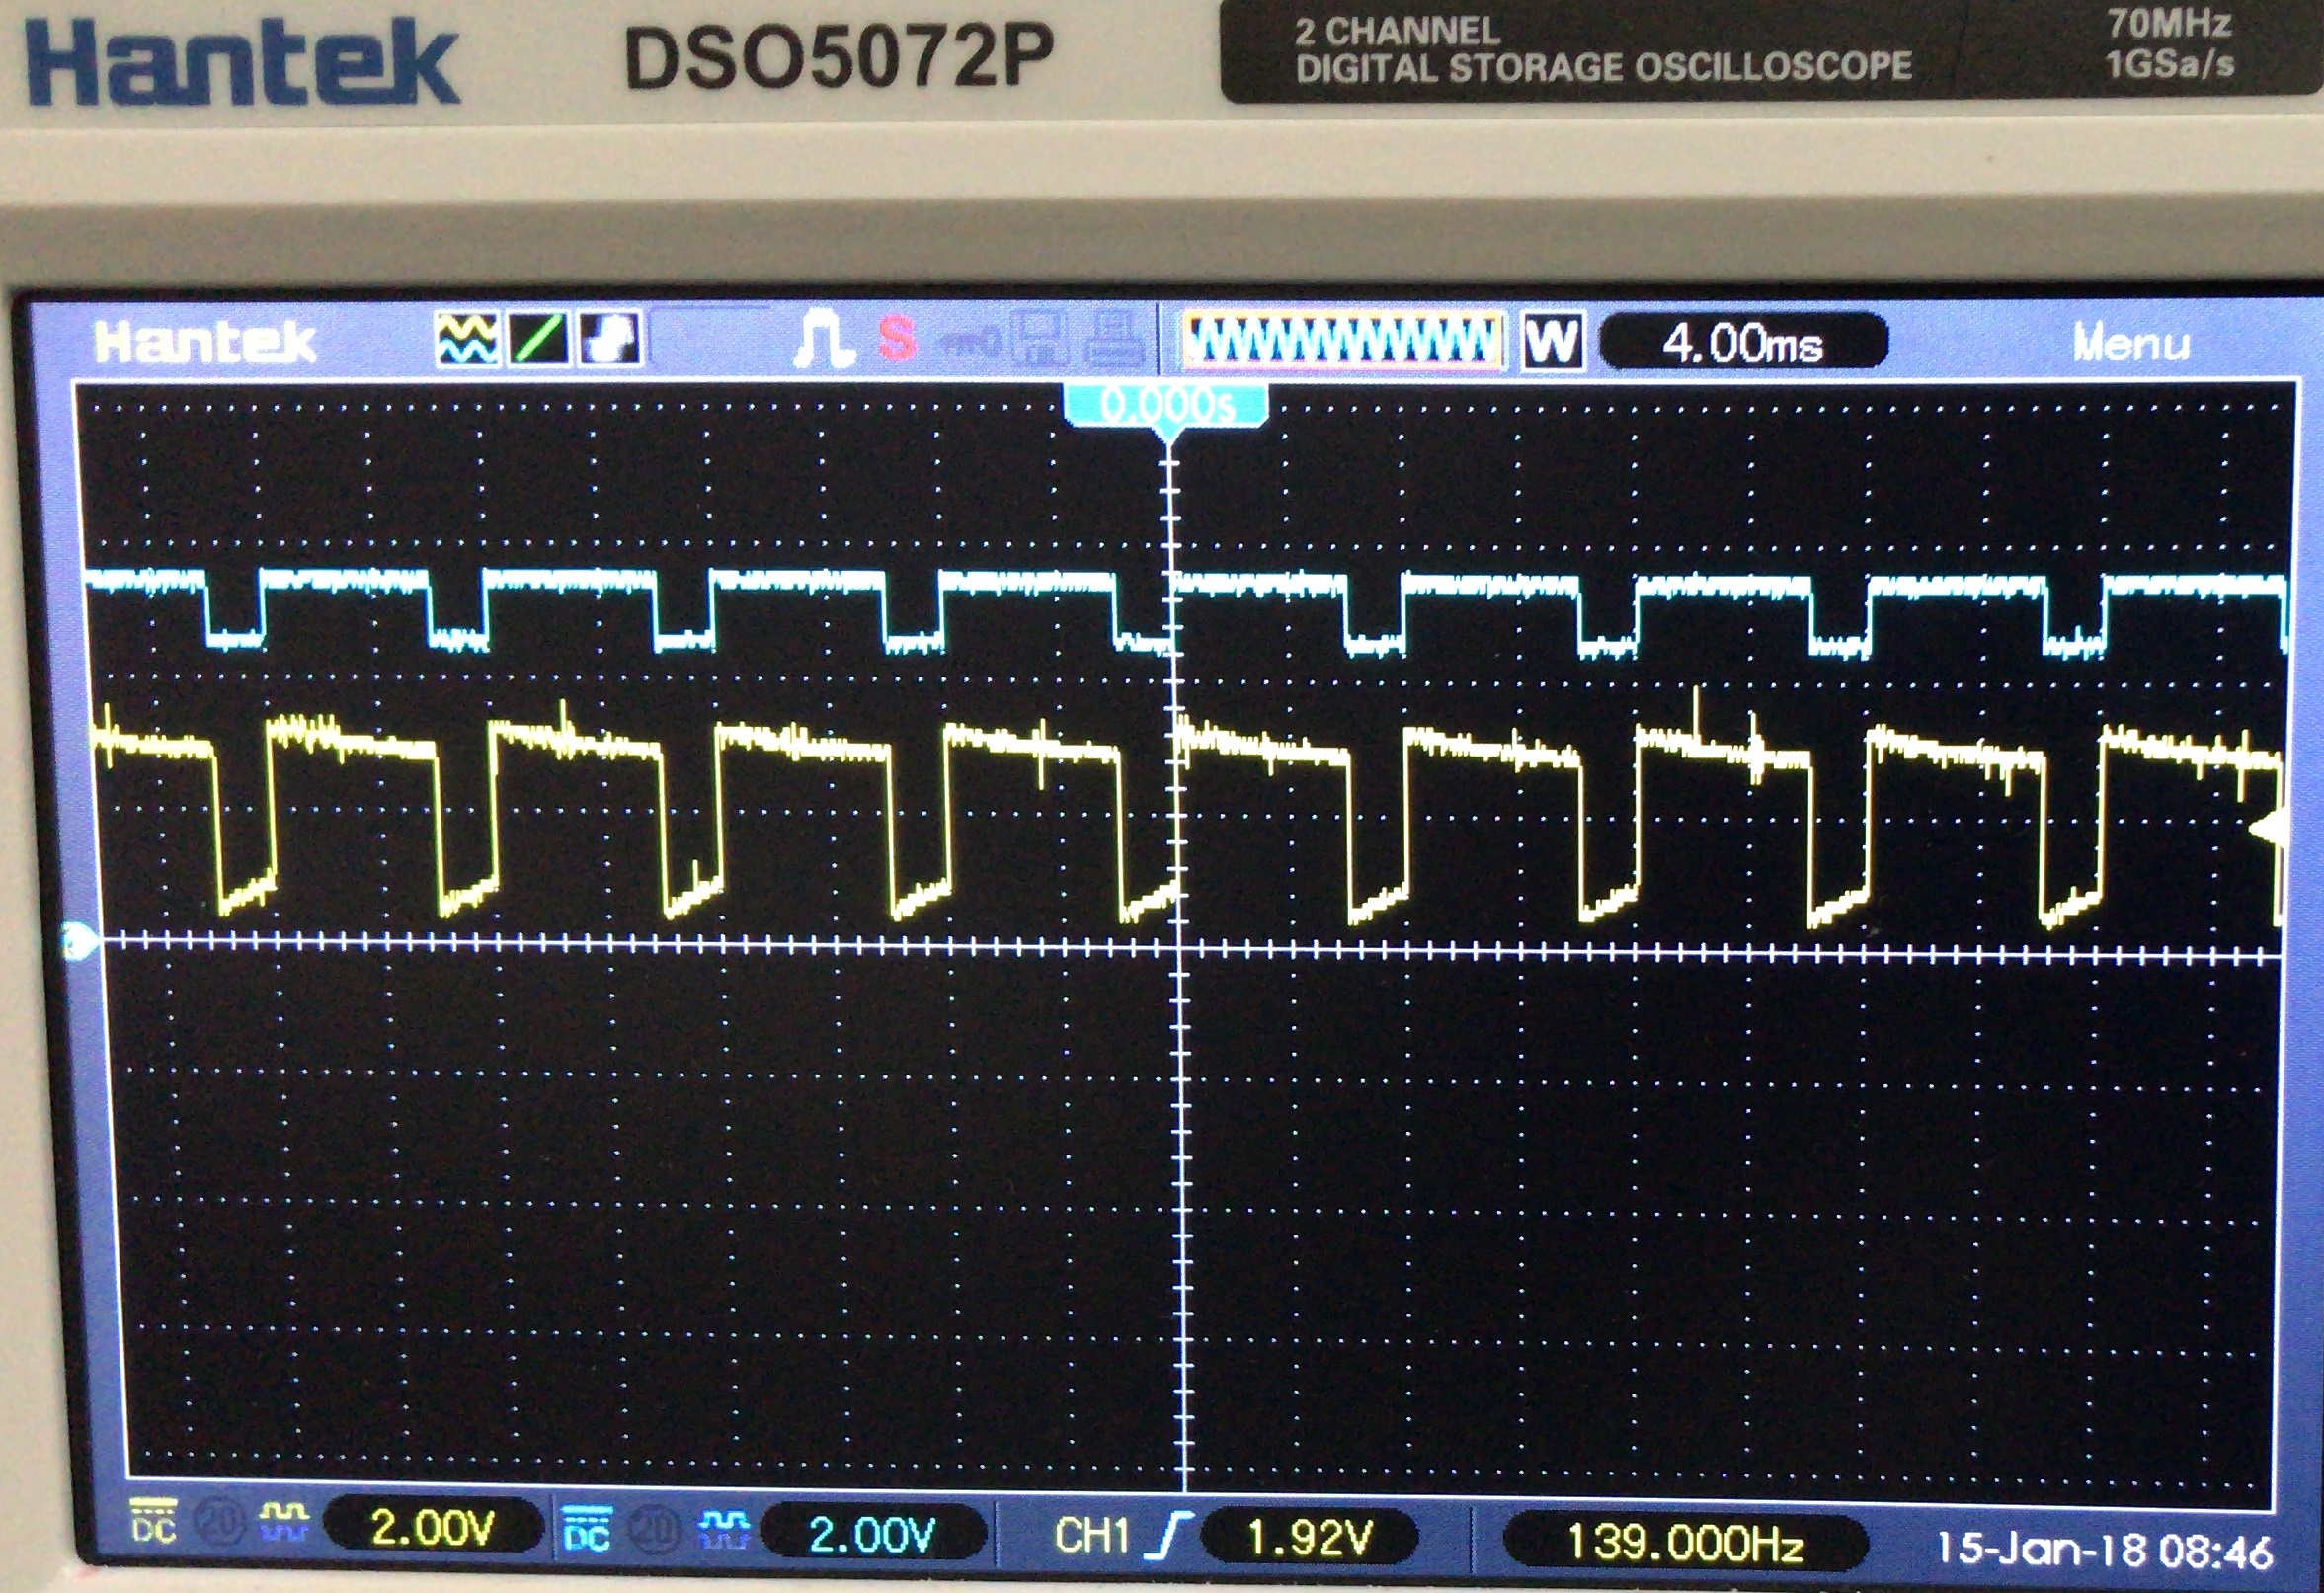 Hantek DSO5072P 2 CHANNEL 70MHz
DIGITAL STORAGE OSCILLOSCOPE 1GSa/s
Hantek S W 4.00ms Menu
0.000s
DC 20 2.00V DC 20 2.00V CH1 1.92V 139.000Hz 15-Jan-18 08:46